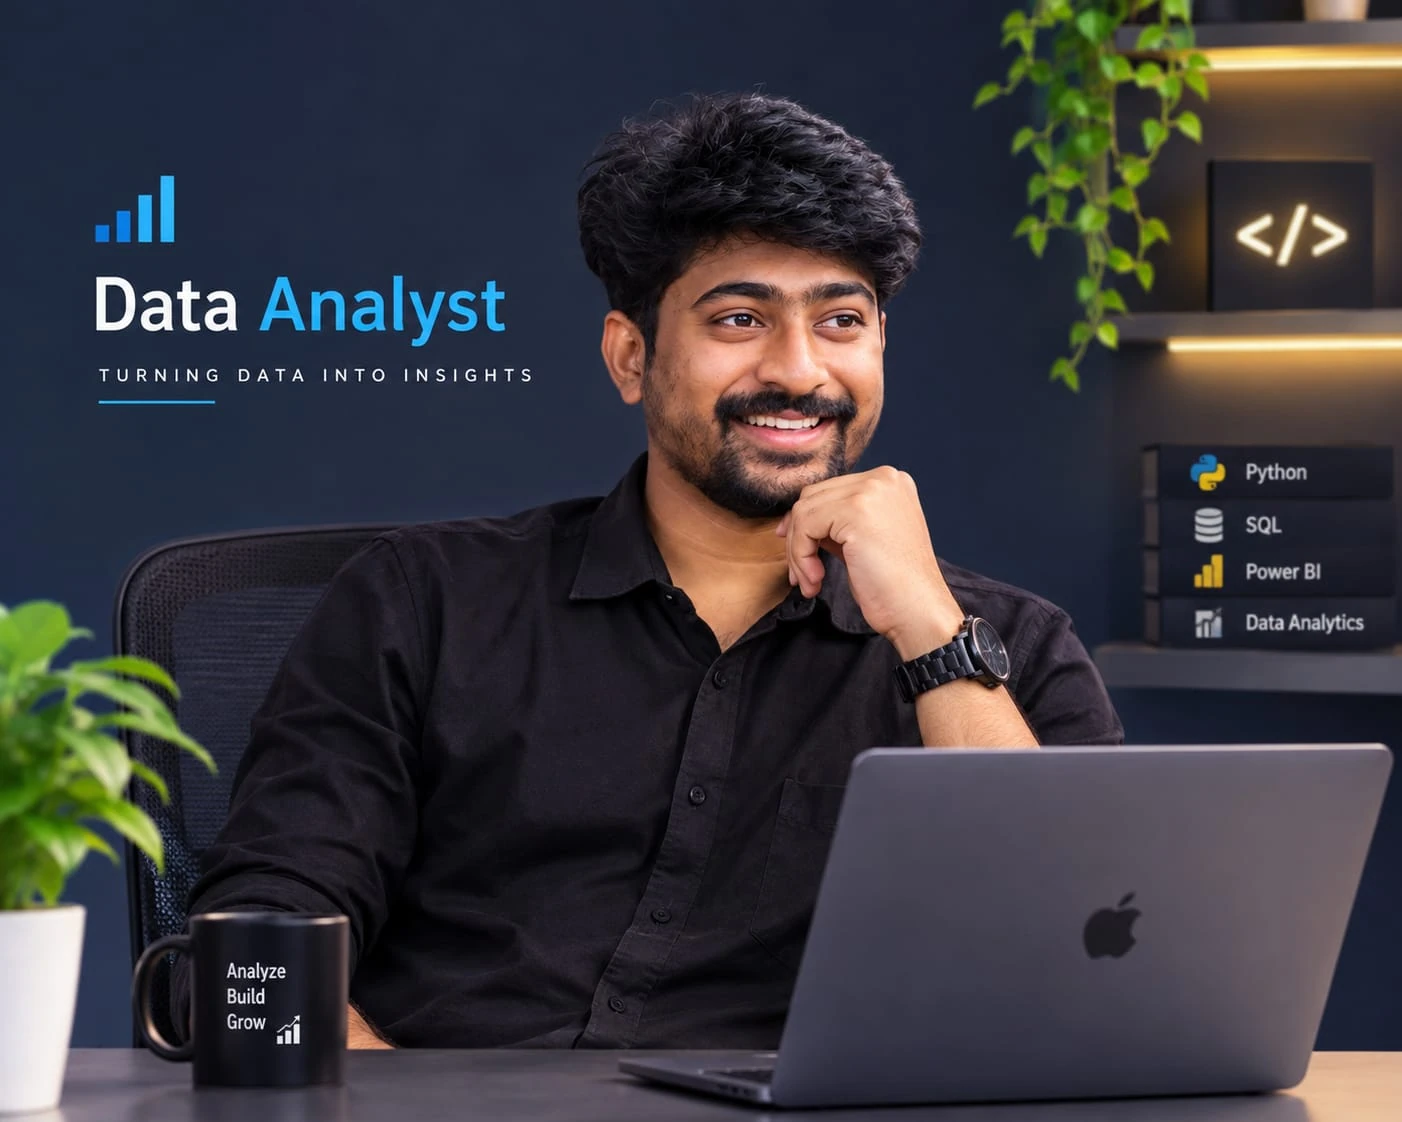 Data Analyst
TURNING DATA INTO INSIGHTS
</>
Python
SQL
Power BI
Data Analytics
Analyze
Build
Grow